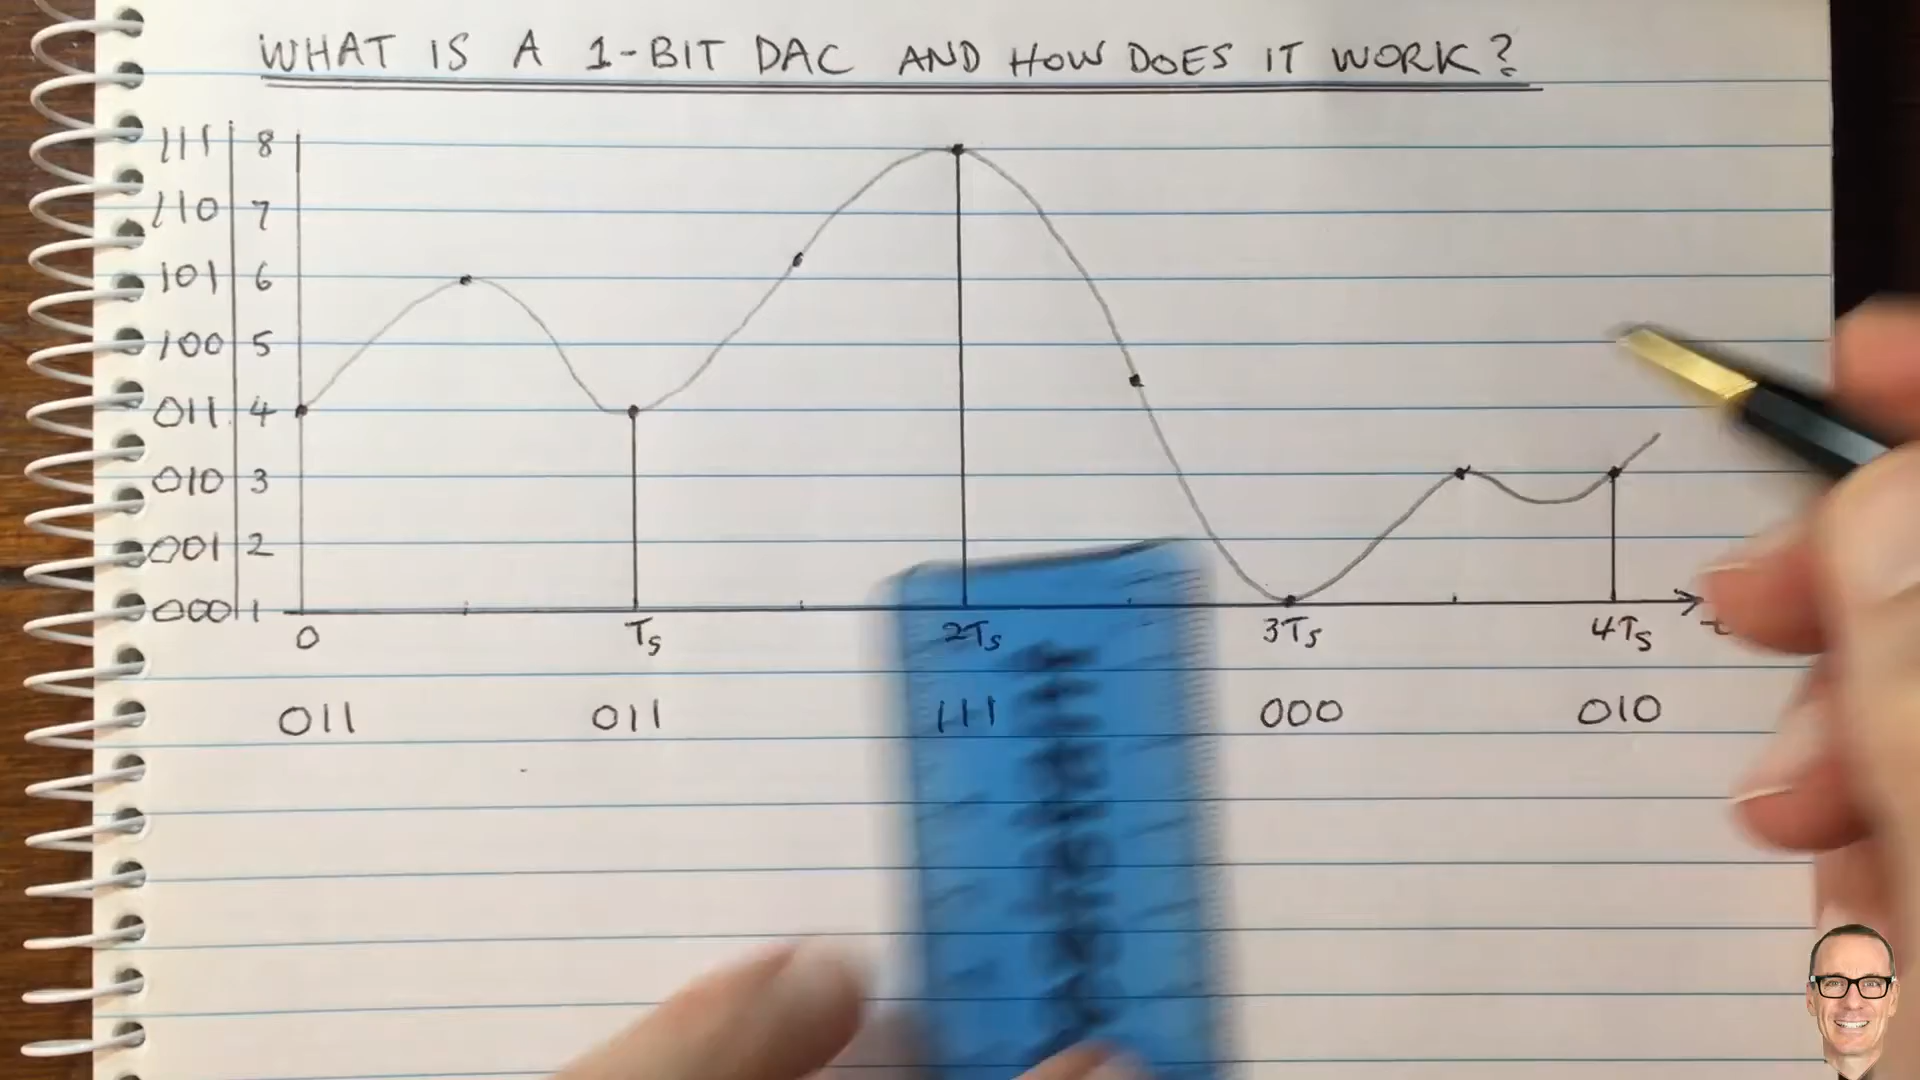 WHAT IS A 1-BIT DAC AND HOW DOES IT WORK?
111 8
110 7
101 6
100 5
011 4
010 3
001 2
000 1
0 Ts 2Ts 3Ts 4Ts
011 011 111 000 010